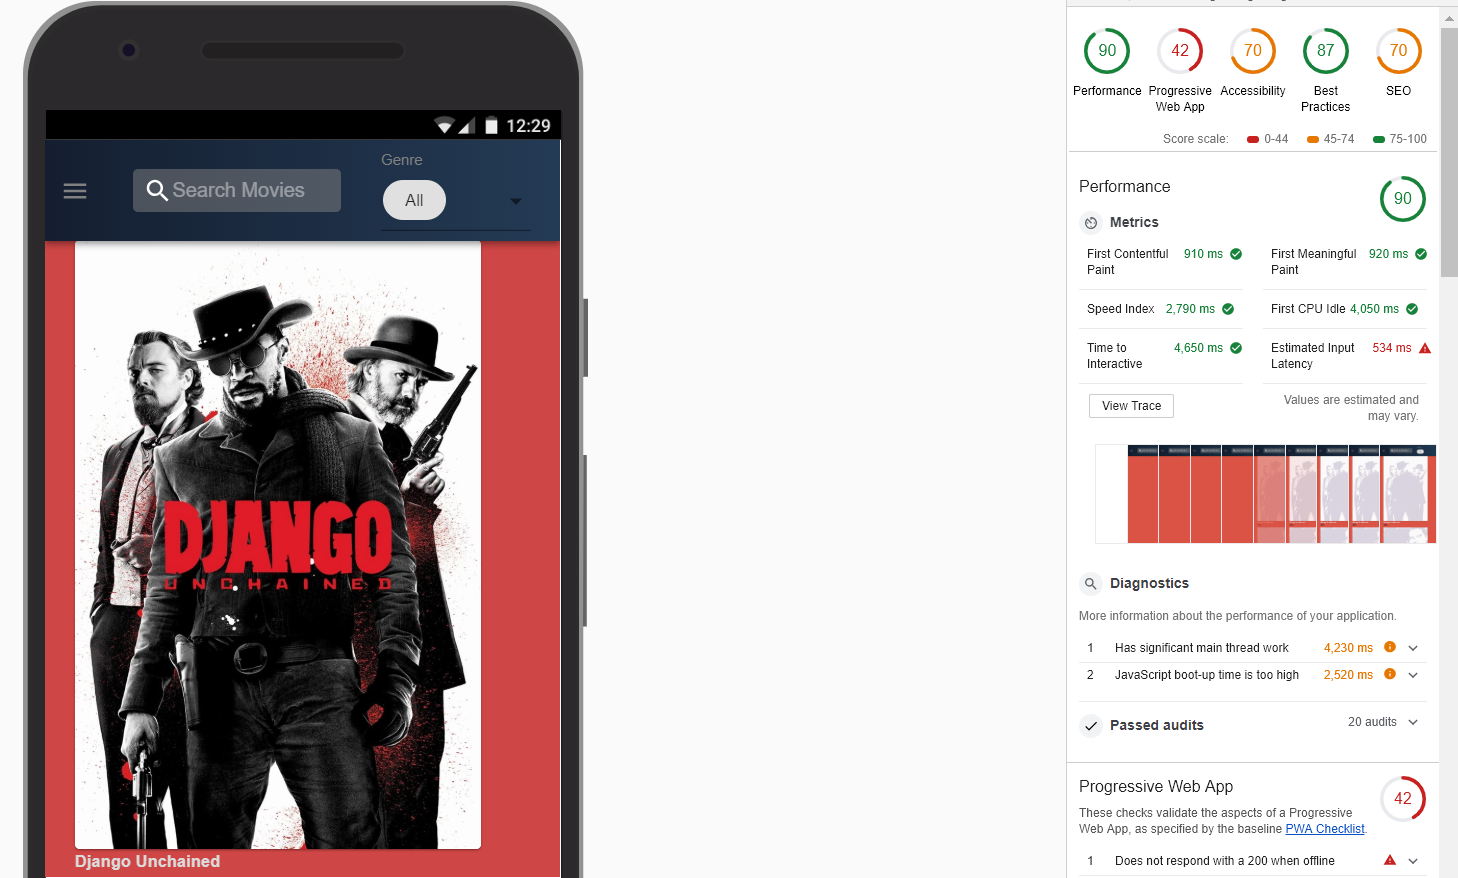 12:29
Genre
Search Movies
All
DJANGO
UNCHAINED
Django Unchained
90
42
70
87
70
Performance
Progressive Web App
Accessibility
Best Practices
SEO
Score scale: 0-44 45-74 75-100
Performance
90
Metrics
First Contentful Paint 910 ms
First Meaningful Paint 920 ms
Speed Index 2,790 ms
First CPU Idle 4,050 ms
Time to Interactive 4,650 ms
Estimated Input Latency 534 ms
View Trace
Values are estimated and may vary.
Diagnostics
More information about the performance of your application.
1 Has significant main thread work 4,230 ms
2 JavaScript boot-up time is too high 2,520 ms
Passed audits 20 audits
Progressive Web App
42
These checks validate the aspects of a Progressive
Web App, as specified by the baseline PWA Checklist.
1 Does not respond with a 200 when offline